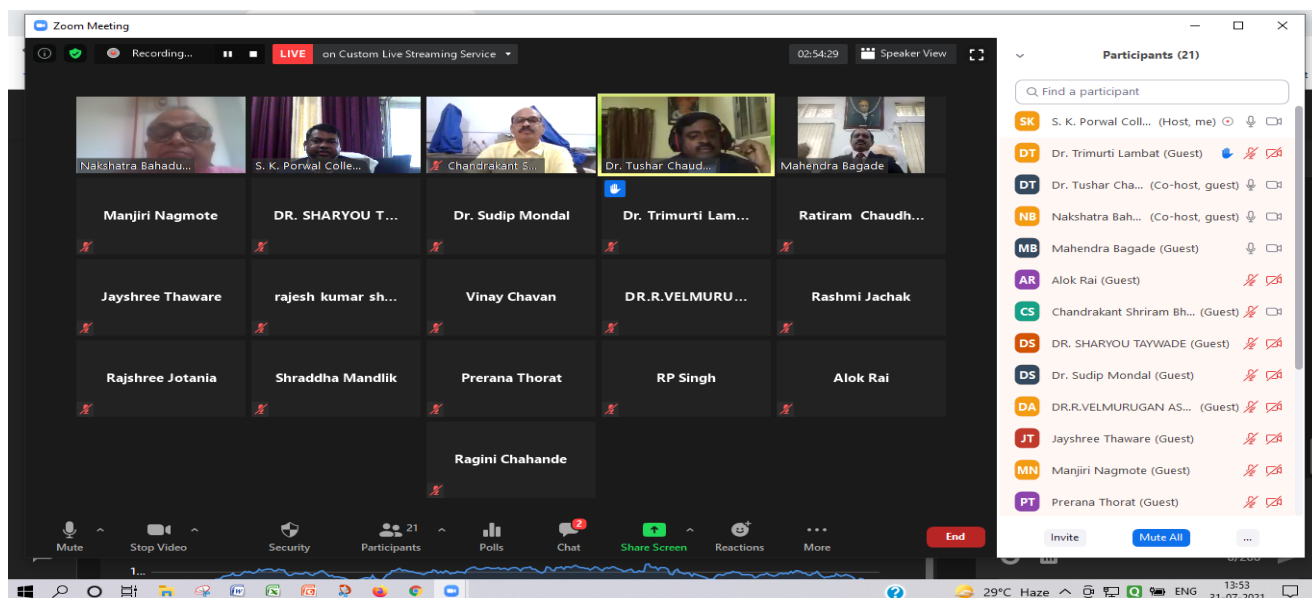 Zoom Meeting
Recording...
LIVE on Custom Live Streaming Service
02:54:29
Speaker View
Nakshatra Bahadu...
S. K. Porwal Colle...
Chandrakant S...
Dr. Tushar Chaud...
Mahendra Bagade
Manjiri Nagmote
DR. SHARYOU T...
Dr. Sudip Mondal
Dr. Trimurti Lam...
Ratiram Chaudh...
Jayshree Thaware
rajesh kumar sh...
Vinay Chavan
DR.R.VELMURU...
Rashmi Jachak
Rajshree Jotania
Shraddha Mandlik
Prerana Thorat
RP Singh
Alok Rai
Ragini Chahande
Mute
Stop Video
Security
21
Participants
Polls
2
Chat
Share Screen
Reactions
More
End
Participants (21)
Find a participant
SK S. K. Porwal Coll... (Host, me)
DT Dr. Trimurti Lambat (Guest)
DT Dr. Tushar Cha... (Co-host, guest)
NB Nakshatra Bah... (Co-host, guest)
MB Mahendra Bagade (Guest)
AR Alok Rai (Guest)
CS Chandrakant Shriram Bh... (Guest)
DS DR. SHARYOU TAYWADE (Guest)
DS Dr. Sudip Mondal (Guest)
DA DR.R.VELMURUGAN AS... (Guest)
JT Jayshree Thaware (Guest)
MN Manjiri Nagmote (Guest)
PT Prerana Thorat (Guest)
Invite
Mute All
...
1...
29°C Haze
ENG
13:53